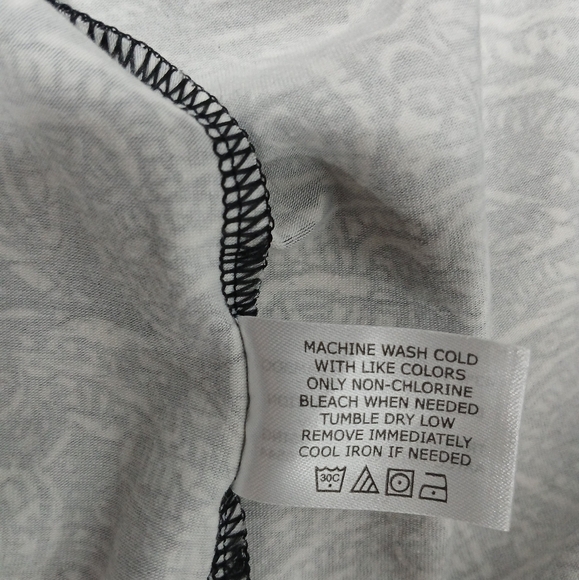 MACHINE WASH COLD
WITH LIKE COLORS
ONLY NON-CHLORINE
BLEACH WHEN NEEDED
TUMBLE DRY LOW
REMOVE IMMEDIATELY
COOL IRON IF NEEDED
30C